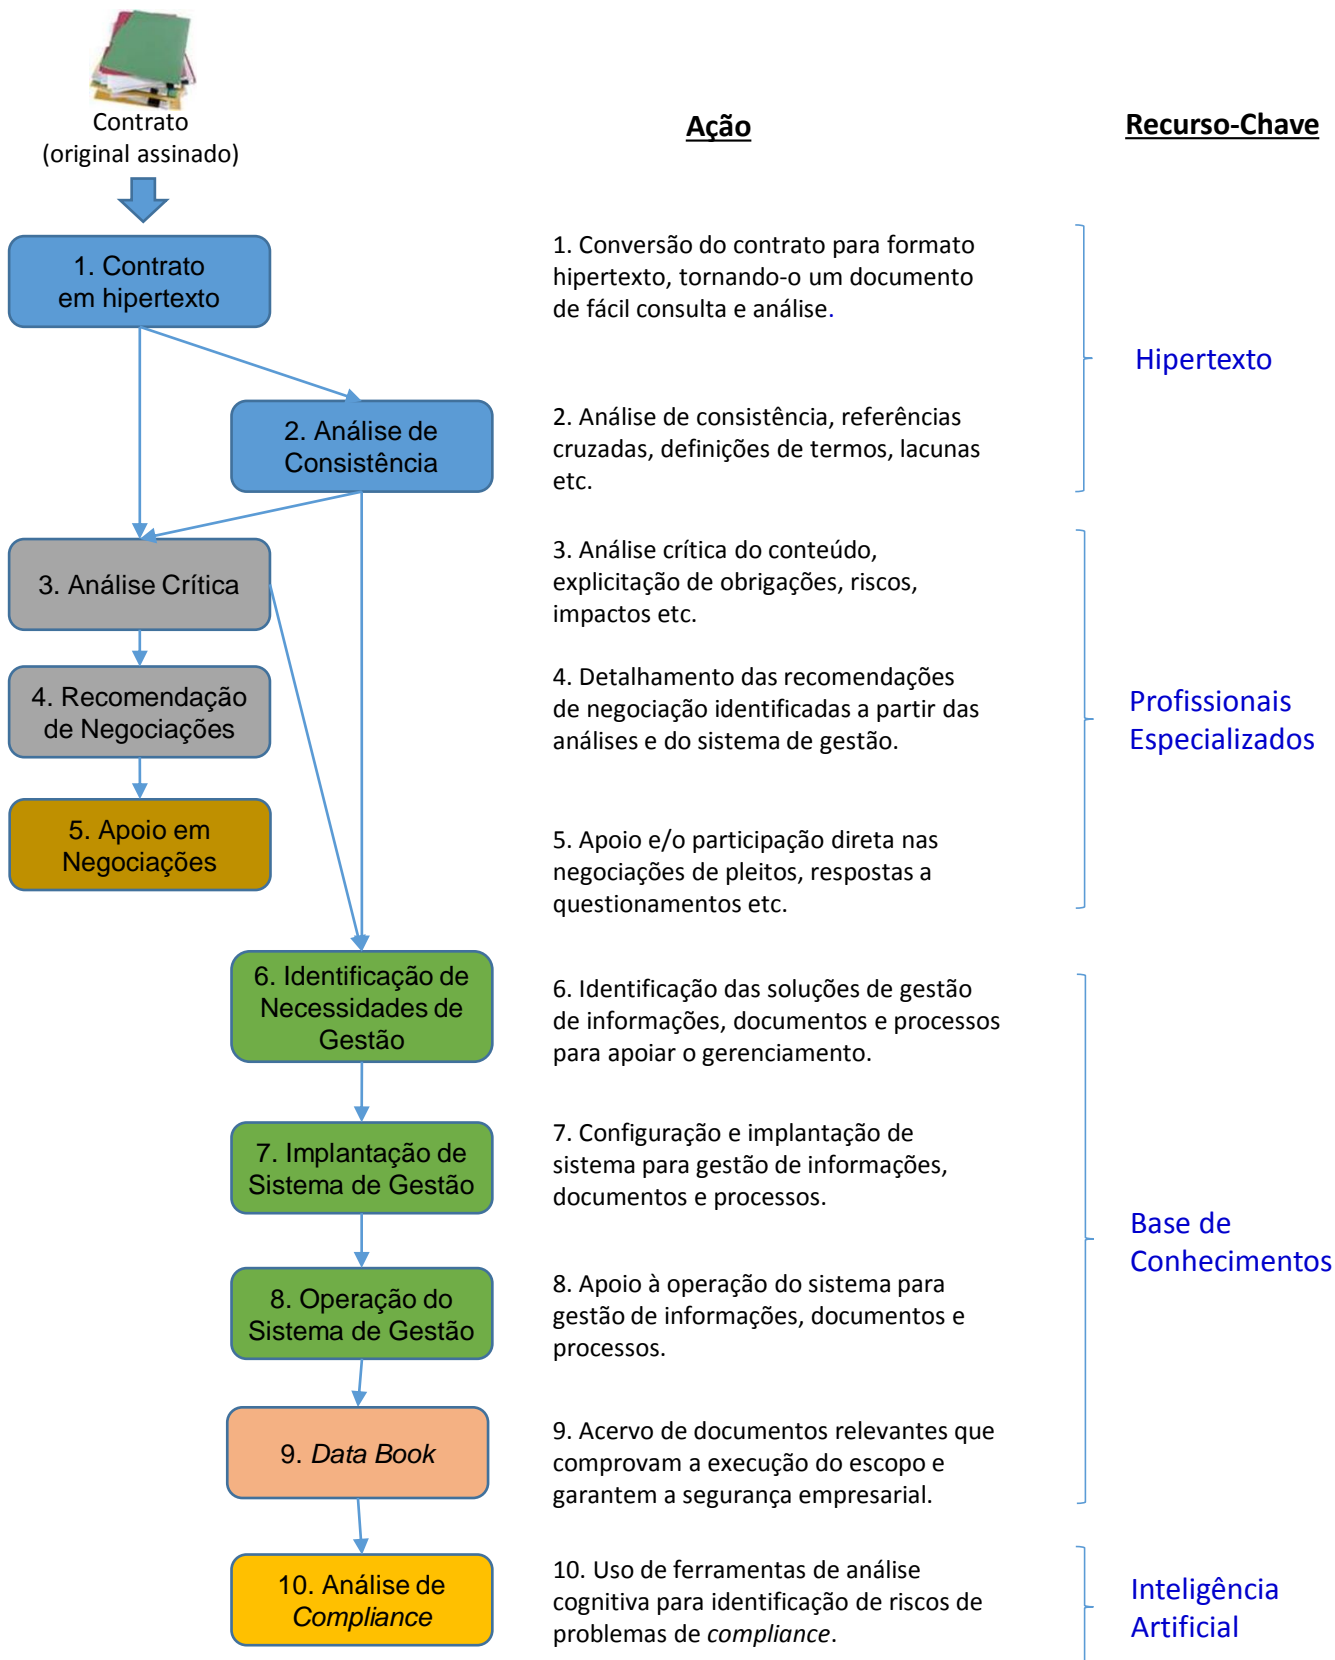 Contrato
(original assinado)
Ação
Recurso-Chave
1. Contrato
em hipertexto
1. Conversão do contrato para formato
hipertexto, tornando-o um documento
de fácil consulta e análise.
Hipertexto
2. Análise de
Consistência
2. Análise de consistência, referências
cruzadas, definições de termos, lacunas
etc.
3. Análise Crítica
3. Análise crítica do conteúdo,
explicitação de obrigações, riscos,
impactos etc.
4. Recomendação
de Negociações
4. Detalhamento das recomendações
de negociação identificadas a partir das
análises e do sistema de gestão.
Profissionais
Especializados
5. Apoio em
Negociações
5. Apoio e/o participação direta nas
negociações de pleitos, respostas a
questionamentos etc.
6. Identificação de
Necessidades de
Gestão
6. Identificação das soluções de gestão
de informações, documentos e processos
para apoiar o gerenciamento.
7. Implantação de
Sistema de Gestão
7. Configuração e implantação de
sistema para gestão de informações,
documentos e processos.
Base de
Conhecimentos
8. Operação do
Sistema de Gestão
8. Apoio à operação do sistema para
gestão de informações, documentos e
processos.
9. Data Book
9. Acervo de documentos relevantes que
comprovam a execução do escopo e
garantem a segurança empresarial.
10. Análise de
Compliance
10. Uso de ferramentas de análise
cognitiva para identificação de riscos de
problemas de compliance.
Inteligência
Artificial